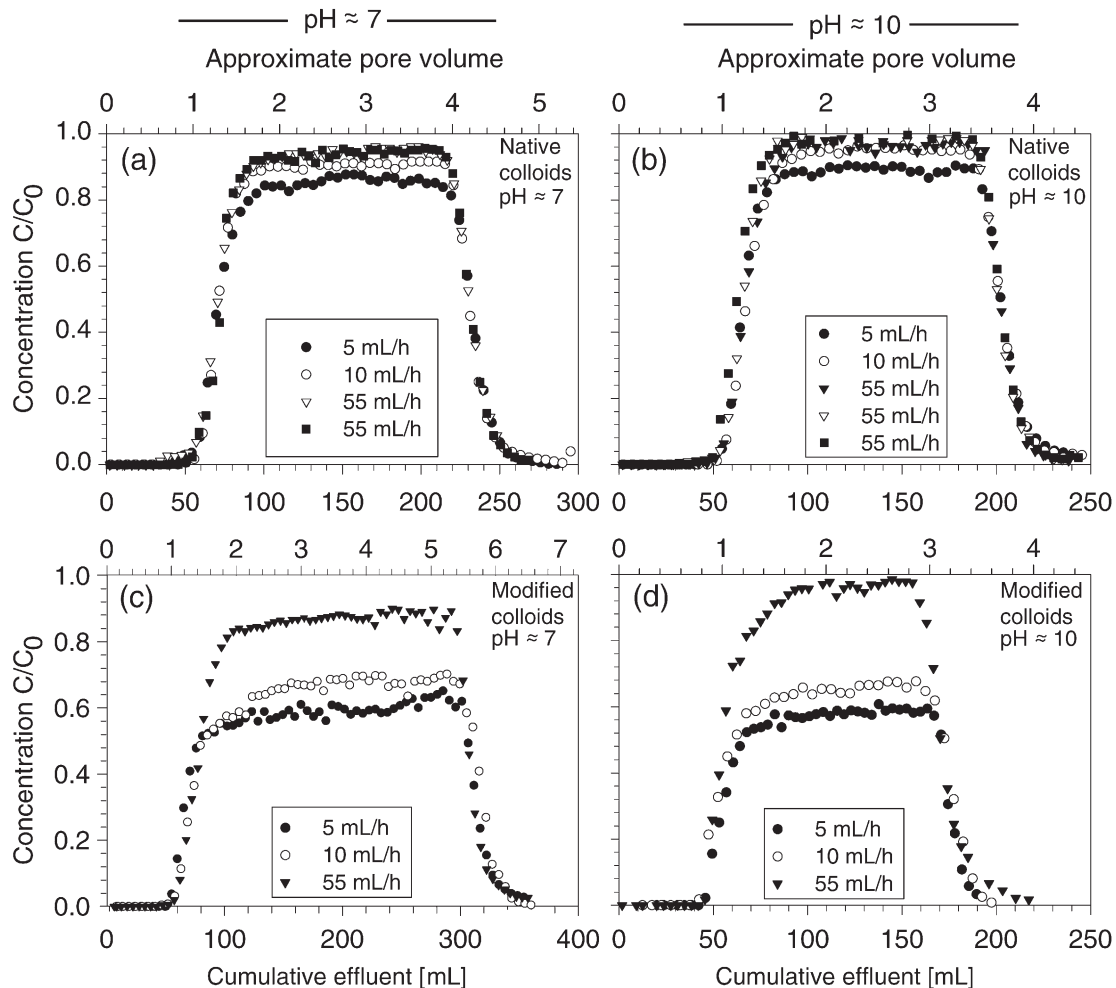 pH ≈ 7
pH ≈ 10
Approximate pore volume
Approximate pore volume
0 1 2 3 4 5
0 1 2 3 4
1.0
0.8
0.6
0.4
0.2
0.0
Concentration C/C0
(a)
Native
colloids
pH ≈ 7
5 mL/h
10 mL/h
55 mL/h
55 mL/h
0 50 100 150 200 250 300
(b)
Native
colloids
pH ≈ 10
5 mL/h
10 mL/h
55 mL/h
55 mL/h
55 mL/h
0 50 100 150 200 250
0 1 2 3 4 5 6 7
0 1 2 3 4
1.0
0.8
0.6
0.4
0.2
0.0
Concentration C/C0
(c)
Modified
colloids
pH ≈ 7
5 mL/h
10 mL/h
55 mL/h
0 100 200 300 400
Cumulative effluent [mL]
(d)
Modified
colloids
pH ≈ 10
5 mL/h
10 mL/h
55 mL/h
0 50 100 150 200 250
Cumulative effluent [mL]